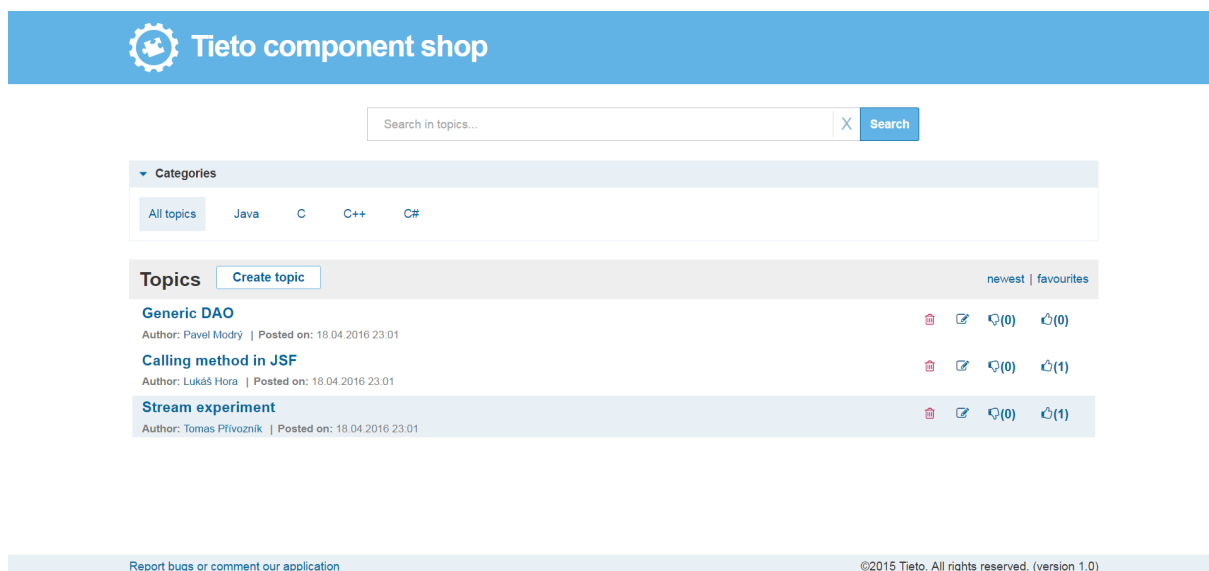 Tieto component shop
Search in topics... X Search
Categories
All topics Java C C++ C#
Topics Create topic newest | favourites
Generic DAO
(0) (0)
Author: Pavel Modrý | Posted on: 18.04.2016 23:01
Calling method in JSF
(0) (1)
Author: Lukáš Hora | Posted on: 18.04.2016 23:01
Stream experiment
(0) (1)
Author: Tomas Přívozník | Posted on: 18.04.2016 23:01
Report bugs or comment our application ©2015 Tieto. All rights reserved. (version 1.0)